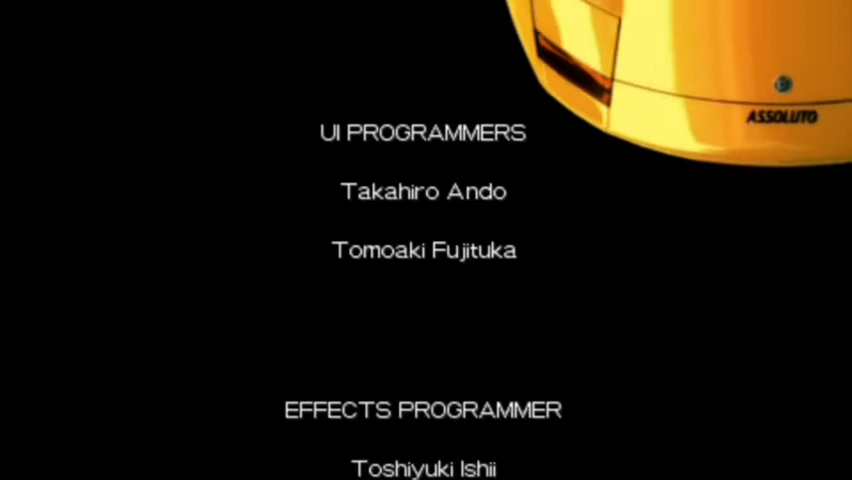 ASSOLUTO
UI PROGRAMMERS
Takahiro Ando
Tomoaki Fujituka
EFFECTS PROGRAMMER
Toshiyuki Ishii